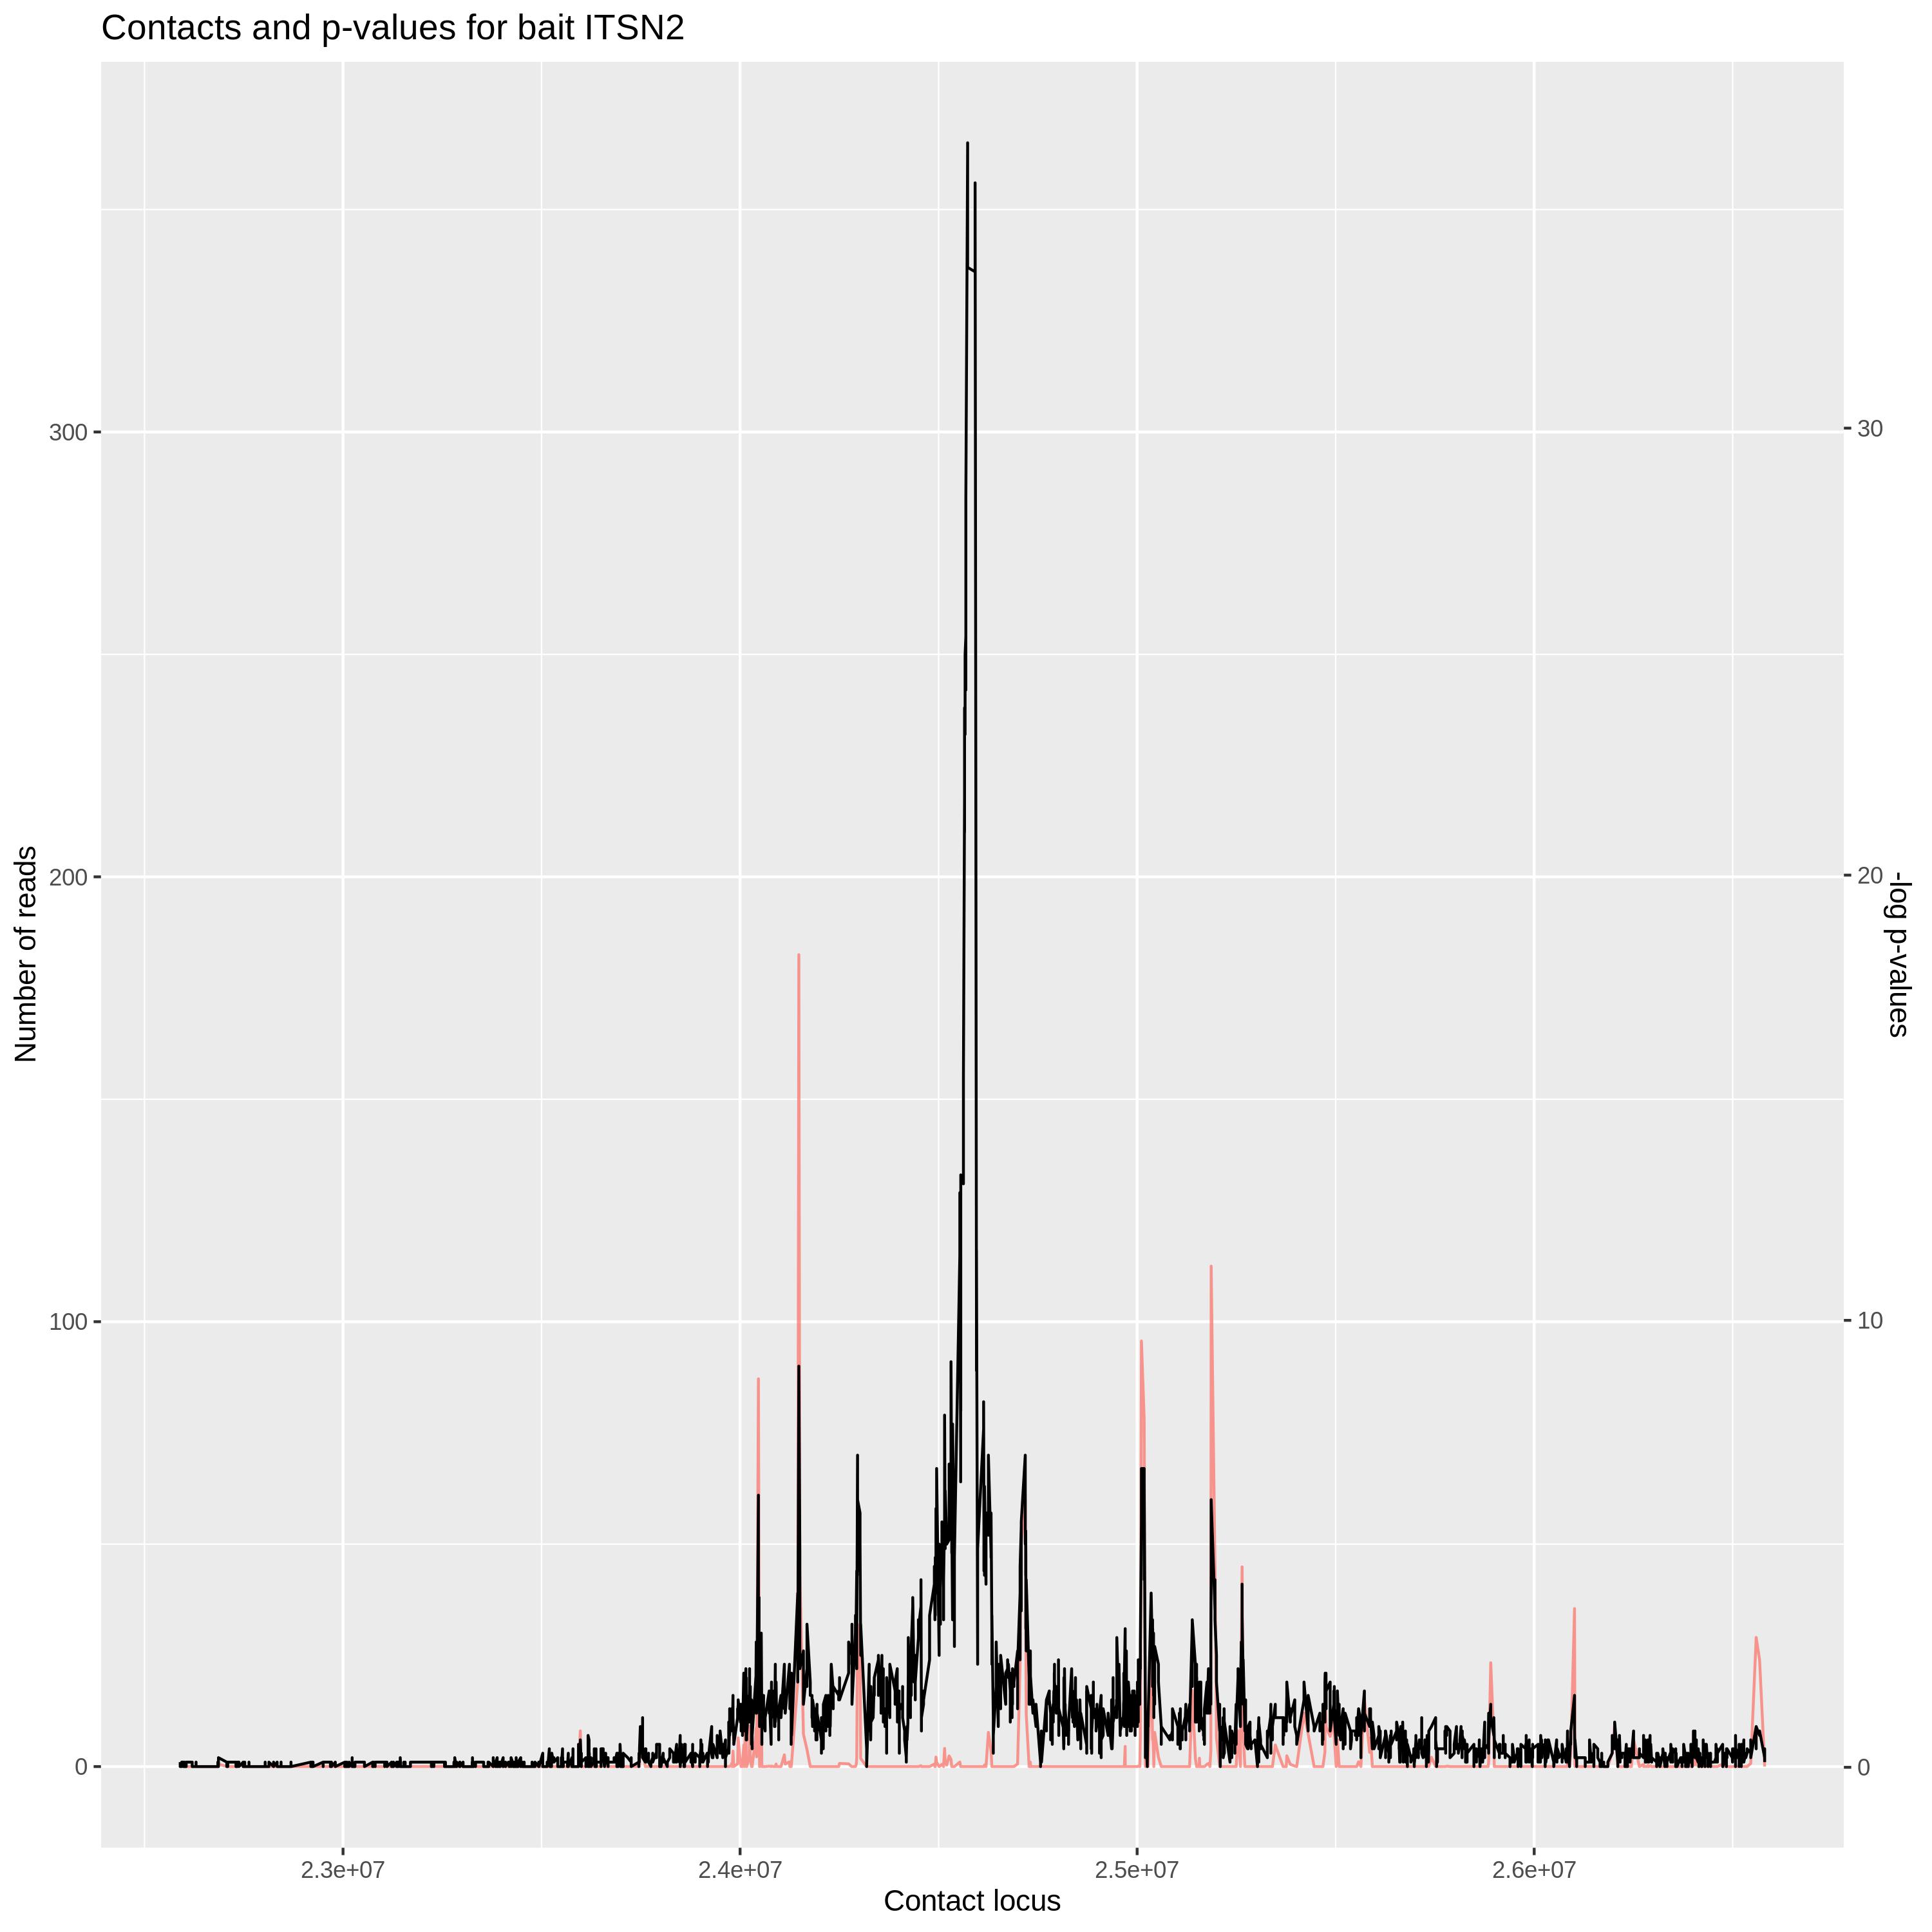 Contacts and p-values for bait ITSN2
300
200
100
0
30
20
10
0
Number of reads
-log p-values
2.3e+07 2.4e+07 2.5e+07 2.6e+07
Contact locus